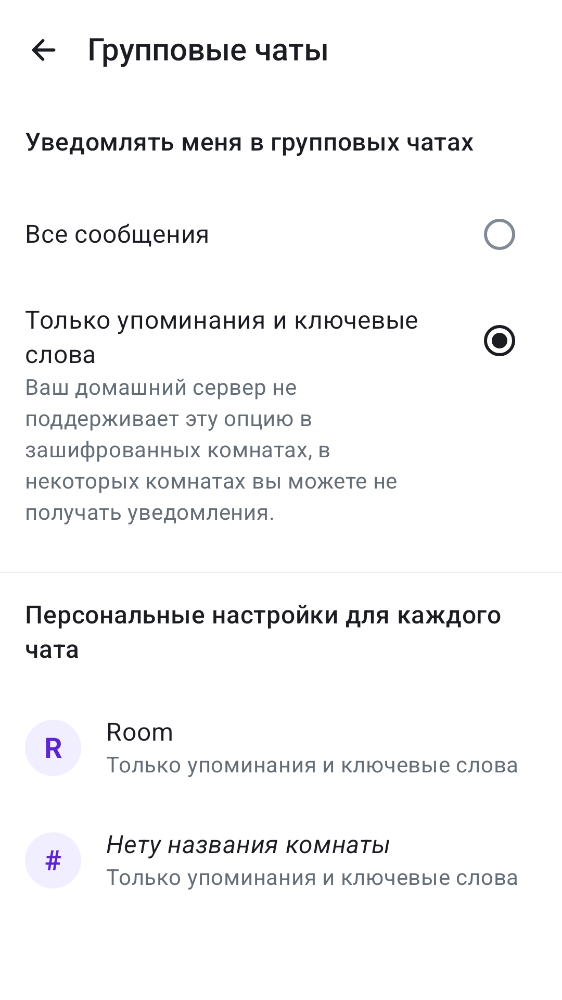 Групповые чаты
Уведомлять меня в групповых чатах
Все сообщения
Только упоминания и ключевые
слова
Ваш домашний сервер не
поддерживает эту опцию в
зашифрованных комнатах, в
некоторых комнатах вы можете не
получать уведомления.
Персональные настройки для каждого
чата
R
Room
Только упоминания и ключевые слова
#
Нету названия комнаты
Только упоминания и ключевые слова